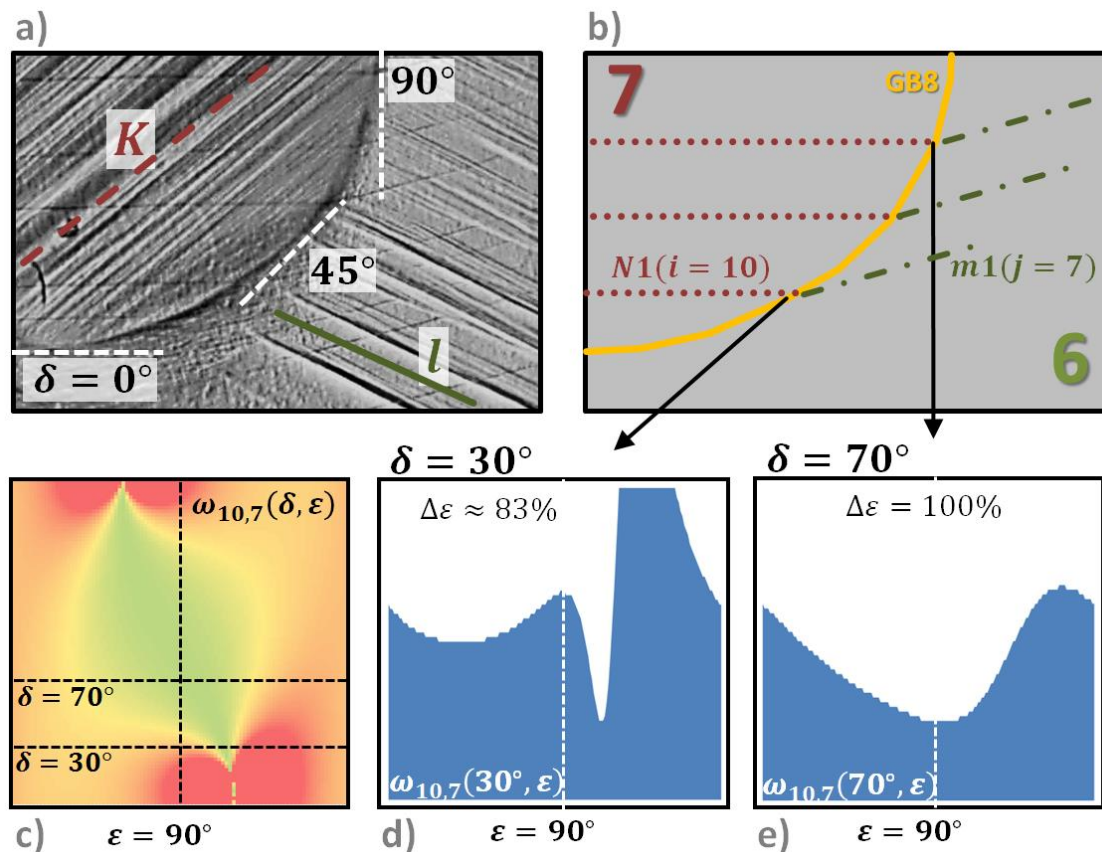 a)
K
90°
45°
l
δ = 0°
b)
7
GB8
N1(i = 10)
m1(j = 7)
6
ω10,7(δ, ε)
δ = 70°
δ = 30°
c)
ε = 90°
δ = 30°
Δε ≈ 83%
ω10,7(30°, ε)
d)
ε = 90°
δ = 70°
Δε = 100%
ω10,7(70°, ε)
e)
ε = 90°